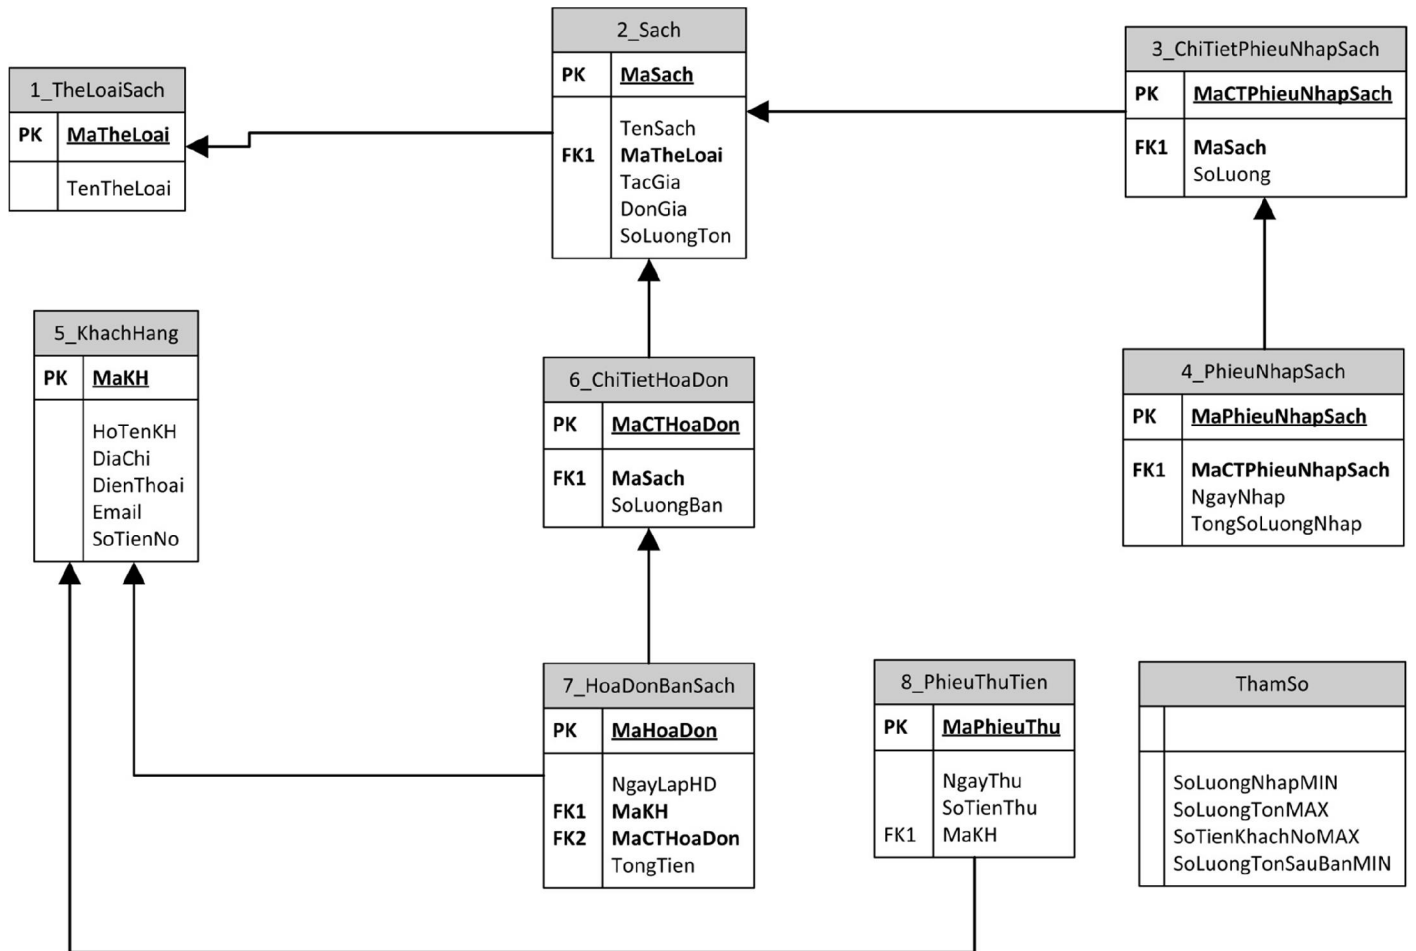 1_TheLoaiSach
PK MaTheLoai
TenTheLoai
2_Sach
PK MaSach
TenSach
FK1 MaTheLoai
TacGia
DonGia
SoLuongTon
3_ChiTietPhieuNhapSach
PK MaCTPhieuNhapSach
FK1 MaSach
SoLuong
5_KhachHang
PK MaKH
HoTenKH
DiaChi
DienThoai
Email
SoTienNo
6_ChiTietHoaDon
PK MaCTHoaDon
FK1 MaSach
SoLuongBan
4_PhieuNhapSach
PK MaPhieuNhapSach
FK1 MaCTPhieuNhapSach
NgayNhap
TongSoLuongNhap
7_HoaDonBanSach
PK MaHoaDon
NgayLapHD
FK1 MaKH
FK2 MaCTHoaDon
TongTien
8_PhieuThuTien
PK MaPhieuThu
NgayThu
SoTienThu
FK1 MaKH
ThamSo
SoLuongNhapMIN
SoLuongTonMAX
SoTienKhachNoMAX
SoLuongTonSauBanMIN